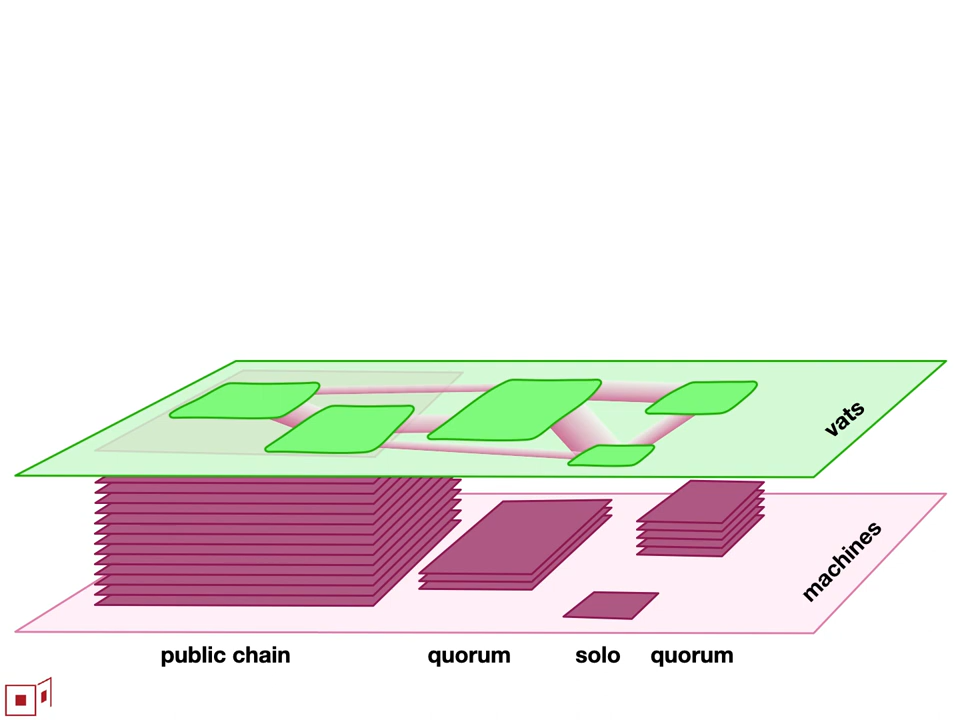 vats
machines
public chain
quorum
solo
quorum